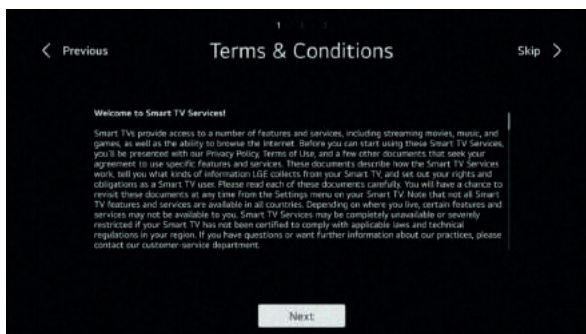 1 2 3
Previous
Terms & Conditions
Skip
Welcome to Smart TV Services!
Smart TVs provide access to a number of features and services, including streaming movies, music, and
games, as well as the ability to browse the Internet. Before you can start using these Smart TV Services,
you'll be presented with our Privacy Policy, Terms of Use, and a few other documents that seek your
agreement to use specific features and services. These documents describe how the Smart TV Services
work, tell you what kinds of information LGE collects from your Smart TV, and set out your rights and
obligations as a Smart TV user. Please read each of these documents carefully. You will have a chance to
revisit these documents at any time from the Settings menu on your Smart TV. Note that not all Smart
TV features and services are available in all countries. Depending on where you live, certain features and
services may not be available to you. Smart TV Services may be completely unavailable or severely
restricted if your Smart TV has not been certified to comply with applicable laws and technical
regulations in your region. If you have questions or want further information about our practices, please
contact our customer-service department.
Next